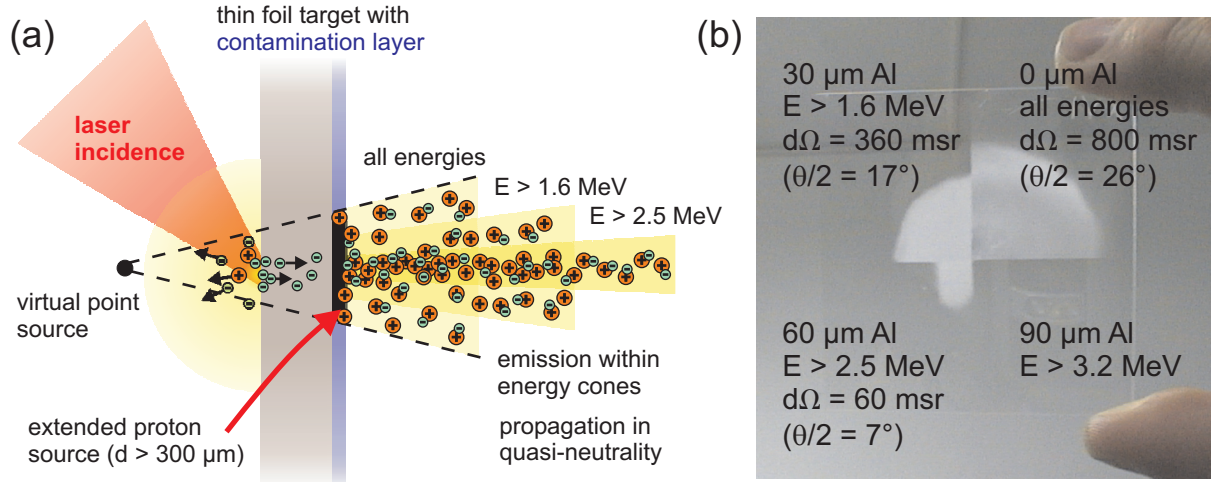 (a)
thin foil target with
contamination layer
laser
incidence
all energies
E > 1.6 MeV
E > 2.5 MeV
virtual point
source
extended proton
source (d > 300 µm)
emission within
energy cones
propagation in
quasi-neutrality
(b)
30 µm Al
E > 1.6 MeV
dΩ = 360 msr
(θ/2 = 17°)
0 µm Al
all energies
dΩ = 800 msr
(θ/2 = 26°)
60 µm Al
E > 2.5 MeV
dΩ = 60 msr
(θ/2 = 7°)
90 µm Al
E > 3.2 MeV